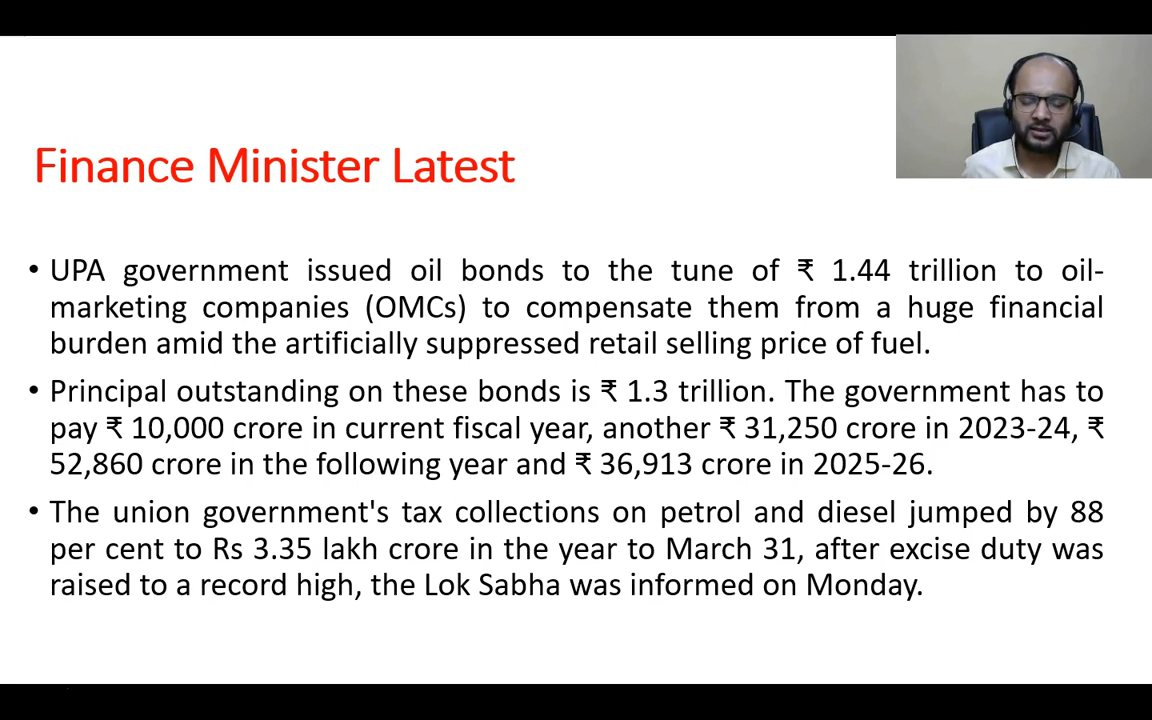 Finance Minister Latest
• UPA government issued oil bonds to the tune of ₹ 1.44 trillion to oil-
marketing companies (OMCs) to compensate them from a huge financial
burden amid the artificially suppressed retail selling price of fuel.
• Principal outstanding on these bonds is ₹ 1.3 trillion. The government has to
pay ₹ 10,000 crore in current fiscal year, another ₹ 31,250 crore in 2023-24, ₹
52,860 crore in the following year and ₹ 36,913 crore in 2025-26.
• The union government's tax collections on petrol and diesel jumped by 88
per cent to Rs 3.35 lakh crore in the year to March 31, after excise duty was
raised to a record high, the Lok Sabha was informed on Monday.